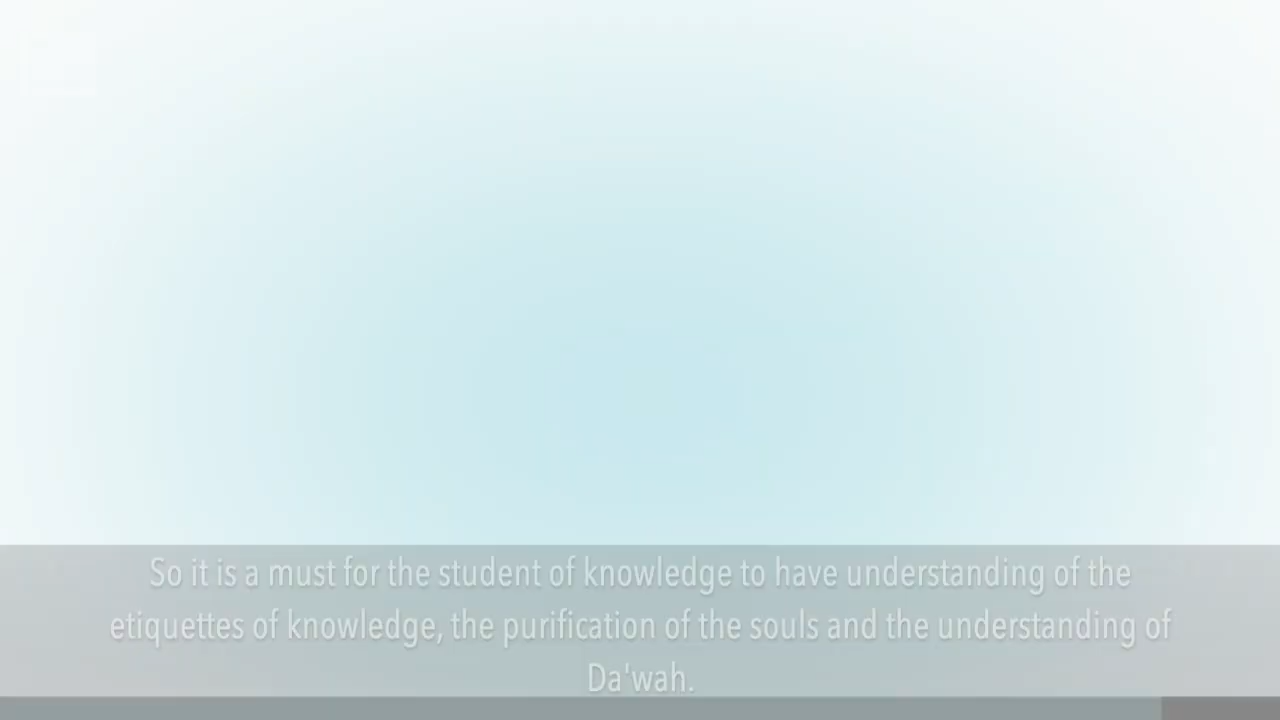 So it is a must for the student of knowledge to have understanding of the
etiquettes of knowledge, the purification of the souls and the understanding of
Da'wah.